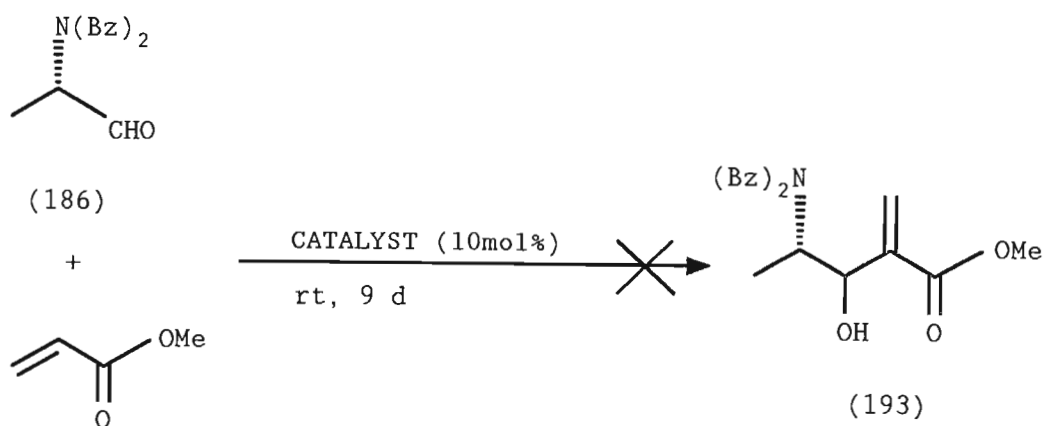 N(Bz)2
CHO
(186)
+
OMe
O
CATALYST (10mol%)
rt, 9 d
(Bz)2N
OMe
OH
O
(193)